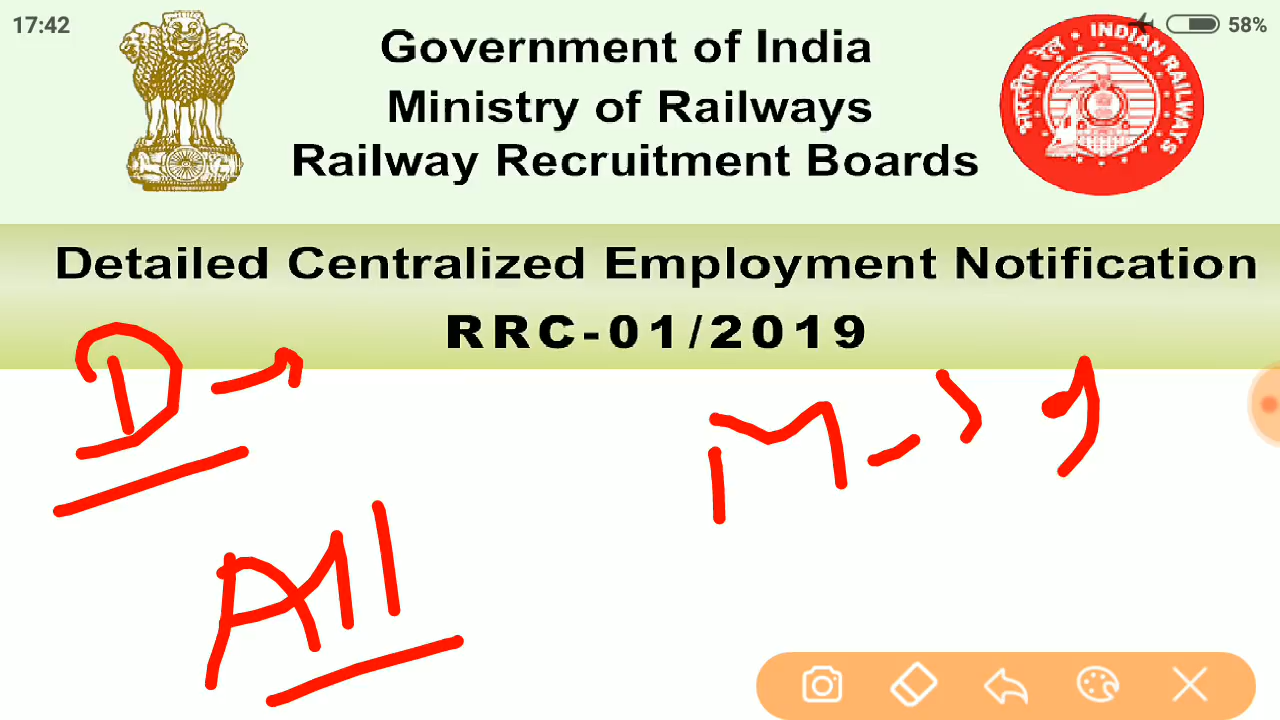 17:42
58%
Government of India
Ministry of Railways
Railway Recruitment Boards
भारतीय रेल
INDIAN RAILWAYS
Detailed Centralized Employment Notification
RRC-01/2019
D →
All